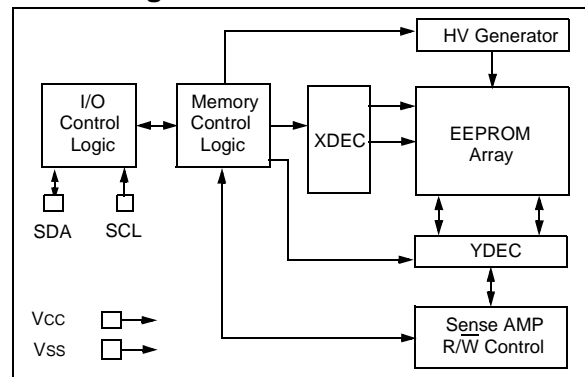 HV Generator
I/O
Control
Logic
Memory
Control
Logic
XDEC
EEPROM
Array
SDA
SCL
YDEC
VCC
VSS
Sense AMP
R/W̅ Control